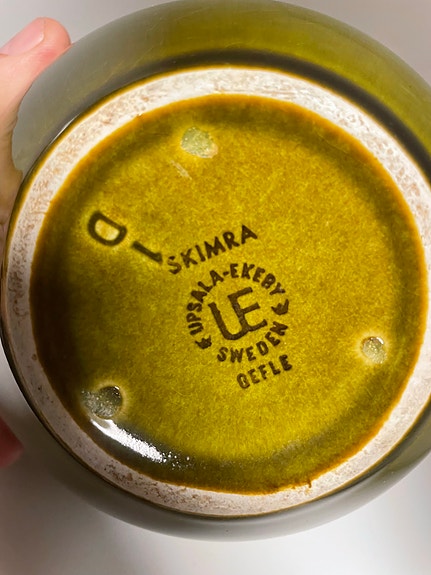 D I
SKIMRA
UPSALA-EKEBY
UE
SWEDEN
GEFLE